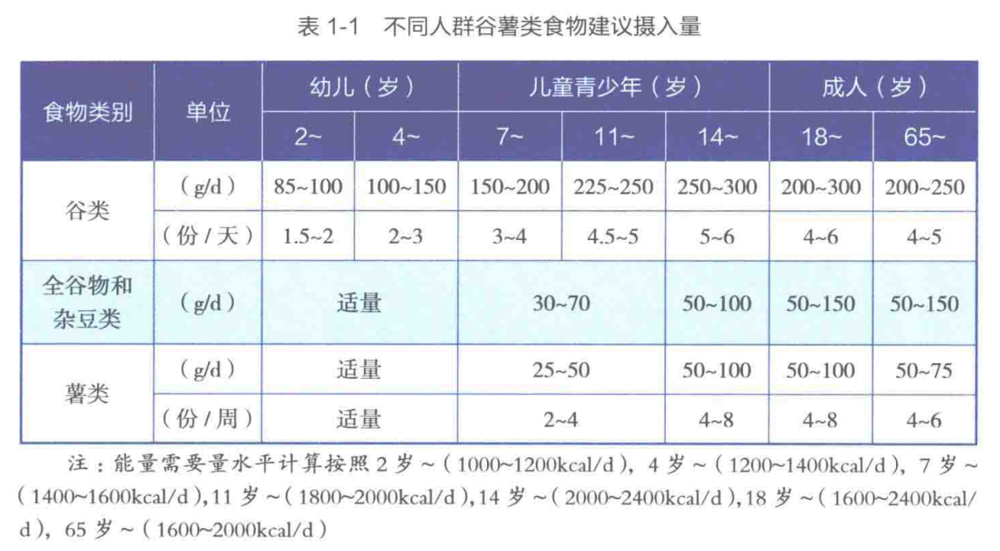 表 1-1 不同人群谷薯类食物建议摄入量
食物类别 单位 幼儿（岁） 儿童青少年（岁） 成人（岁）
2~ 4~ 7~ 11~ 14~ 18~ 65~
谷类 （g/d） 85~100 100~150 150~200 225~250 250~300 200~300 200~250
（份/天） 1.5~2 2~3 3~4 4.5~5 5~6 4~6 4~5
全谷物和
杂豆类 （g/d） 适量 30~70 50~100 50~150 50~150
薯类 （g/d） 适量 25~50 50~100 50~100 50~75
（份/周） 适量 2~4 4~8 4~8 4~6
注：能量需要量水平计算按照 2 岁 ~（1000~1200kcal/d），4 岁 ~（1200~1400kcal/d），7 岁 ~
（1400~1600kcal/d）,11 岁 ~（1800~2000kcal/d）,14 岁 ~（2000~2400kcal/d）,18 岁 ~（1600~2400kcal/
d），65 岁 ~（1600~2000kcal/d）